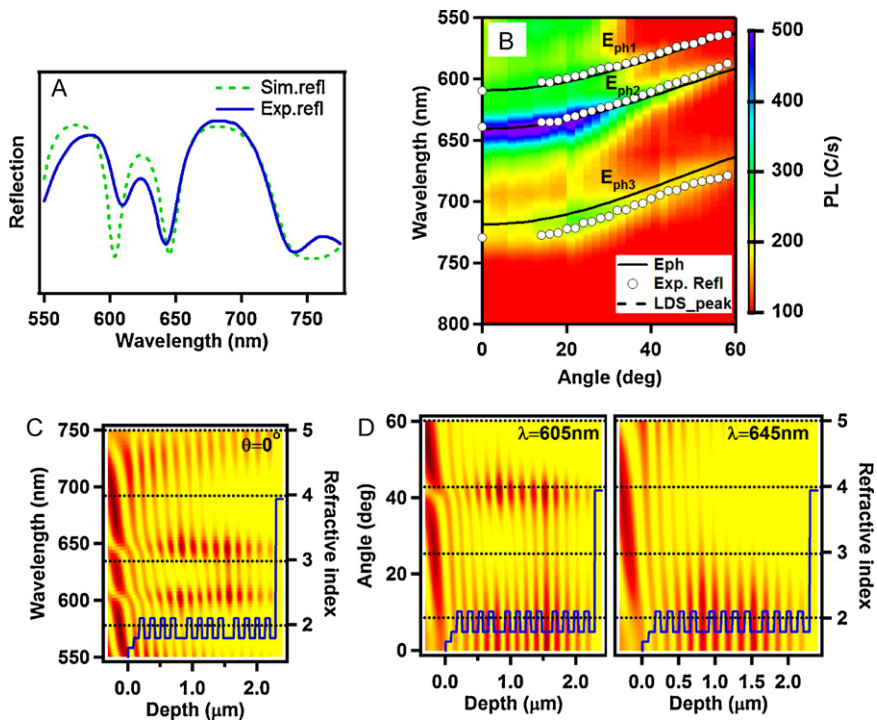 A
Sim.refl
Exp.refl
Reflection
550 600 650 700 750
Wavelength (nm)
B
Eph1
Eph2
Eph3
Eph
Exp. Refl
LDS_peak
Wavelength (nm)
550
600
650
700
750
800
0 20 40 60
Angle (deg)
500
400
300
200
100
PL (C/s)
C
θ=0°
Wavelength (nm)
750
700
650
600
550
0.0 1.0 2.0
Depth (μm)
5
4
3
2
Refractive index
D
λ=605nm
Angle (deg)
60
40
20
0
0.0 1.0 2.0
Depth (μm)
λ=645nm
0.0 0.5 1.0 1.5 2.0
Depth (μm)
5
4
3
2
Refractive index